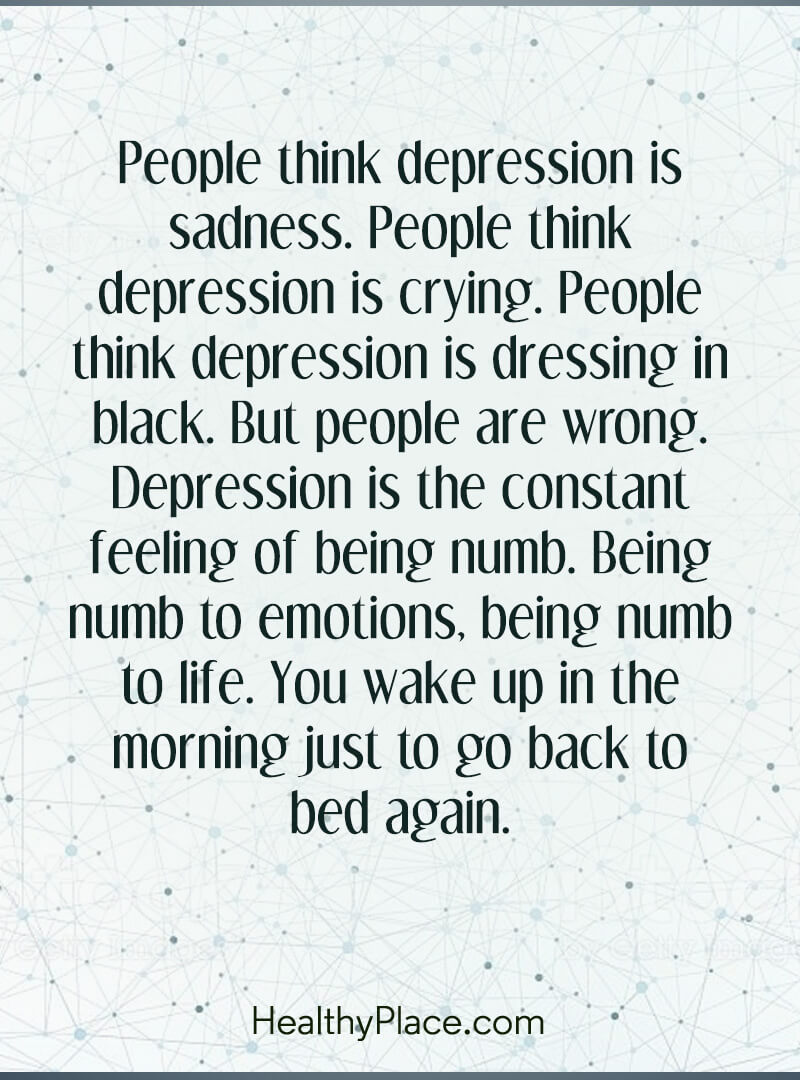 People think depression is
sadness. People think
depression is crying. People
think depression is dressing in
black. But people are wrong.
Depression is the constant
feeling of being numb. Being
numb to emotions, being numb
to life. You wake up in the
morning just to go back to
bed again.
HealthyPlace.com